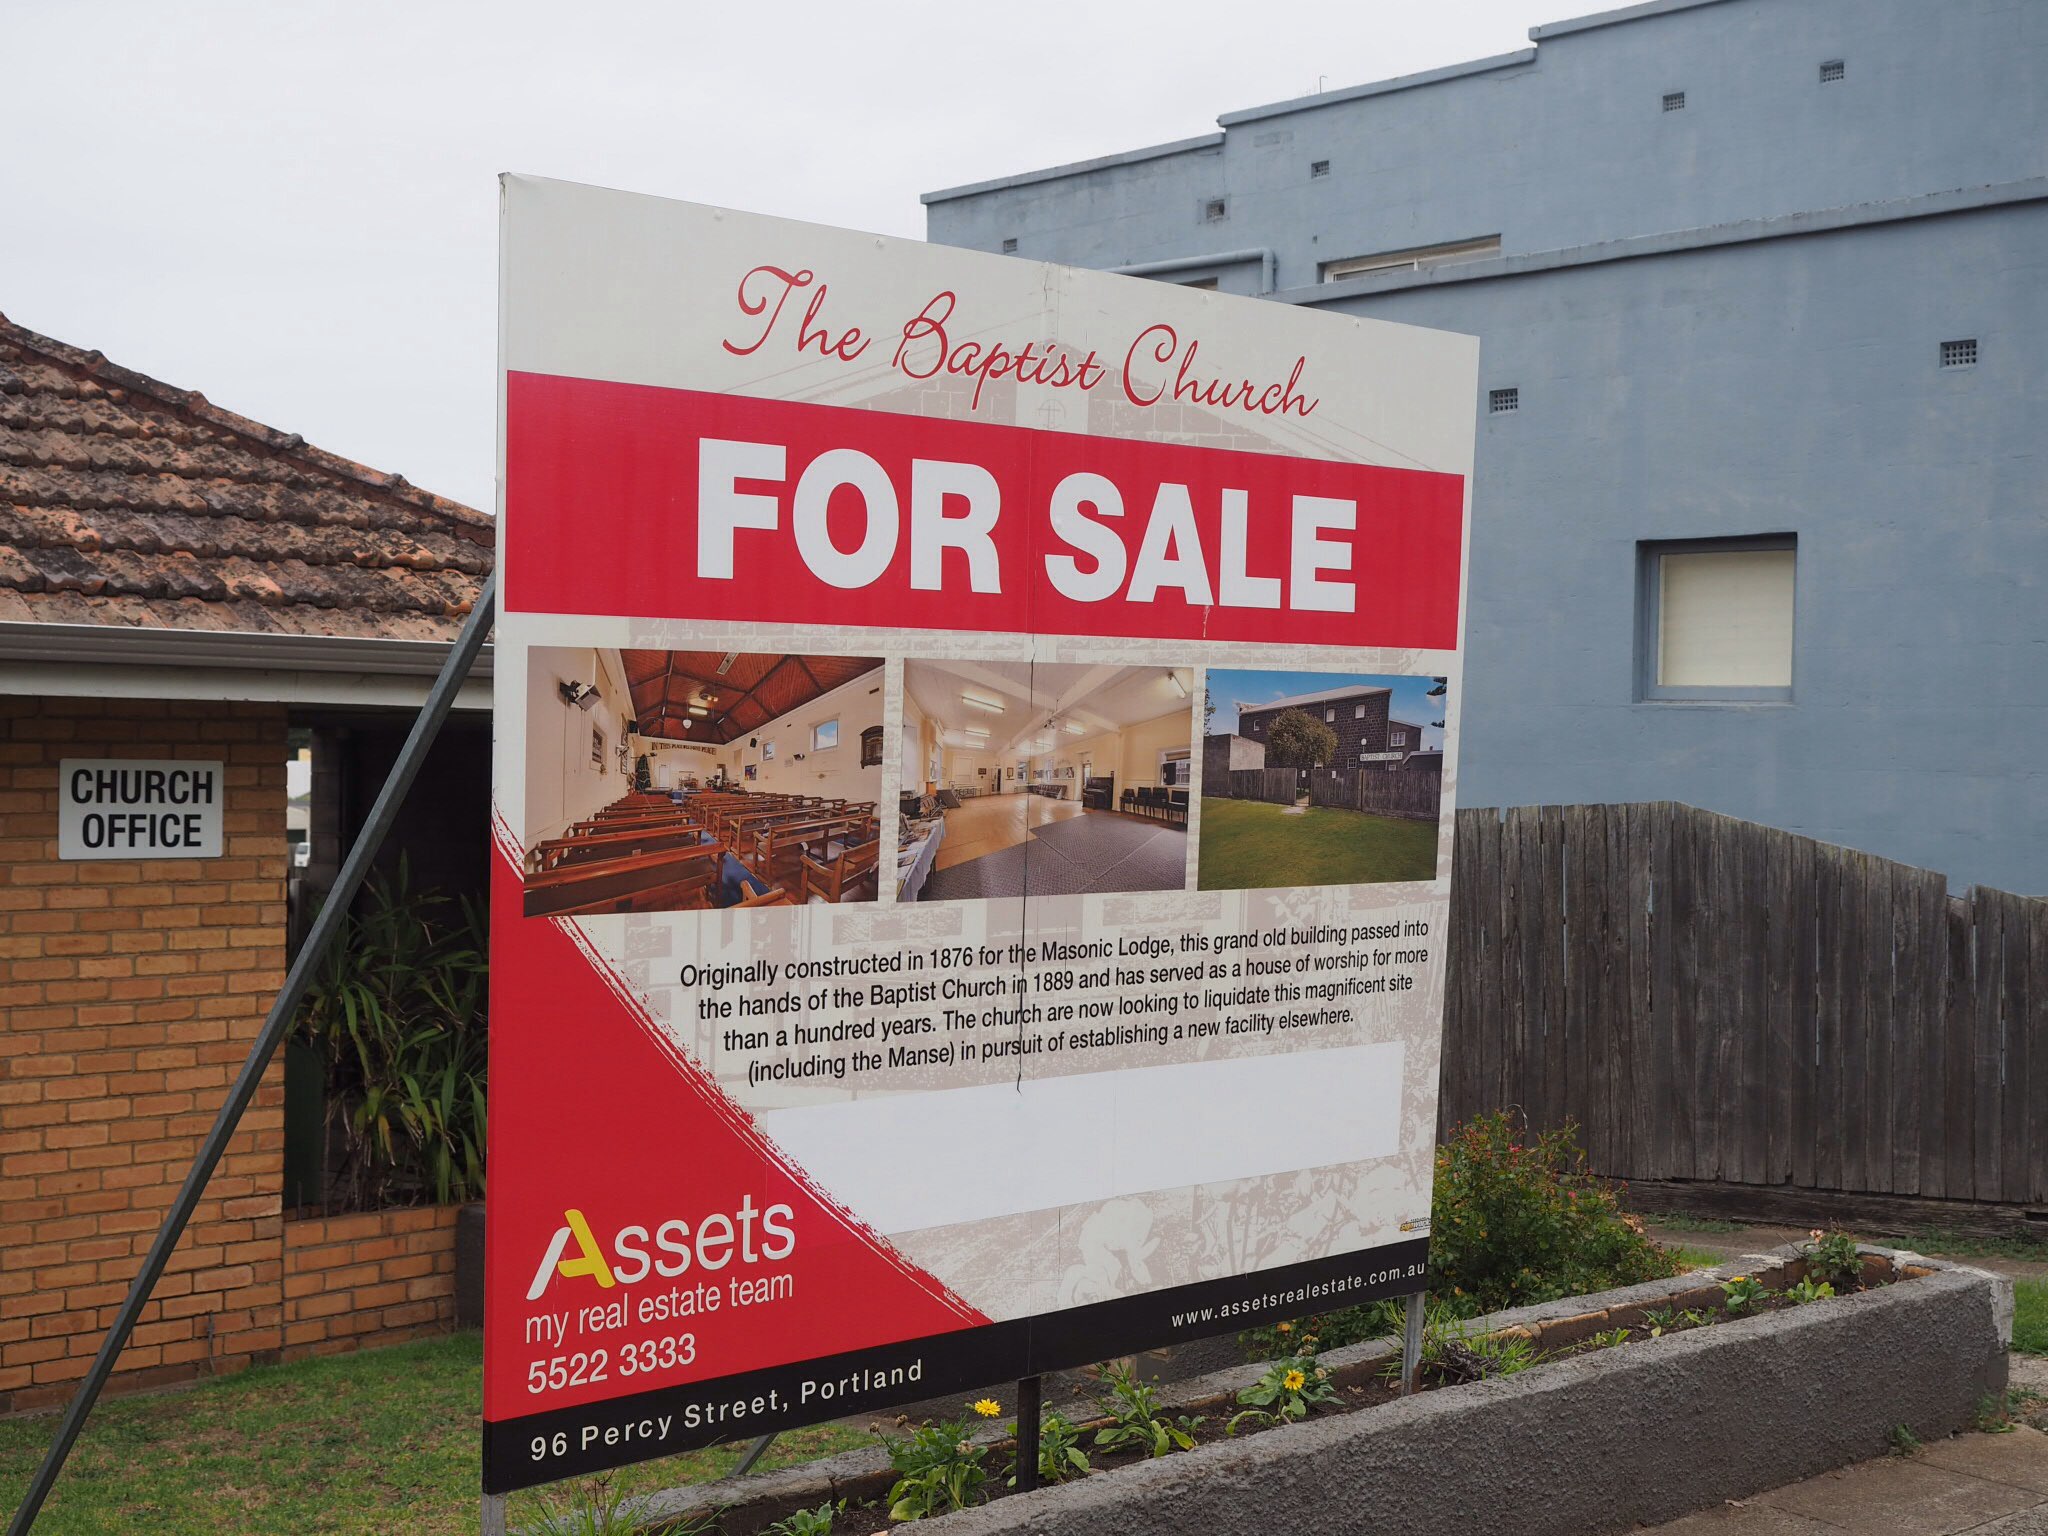 The Baptist Church
FOR SALE
CHURCH
OFFICE
BAPTIST CHURCH
Originally constructed in 1876 for the Masonic Lodge, this grand old building passed into
the hands of the Baptist Church in 1889 and has served as a house of worship for more
than a hundred years. The church are now looking to liquidate this magnificent site
(including the Manse) in pursuit of establishing a new facility elsewhere.
Assets
my real estate team
5522 3333
www.assetsrealestate.com.au
96 Percy Street, Portland